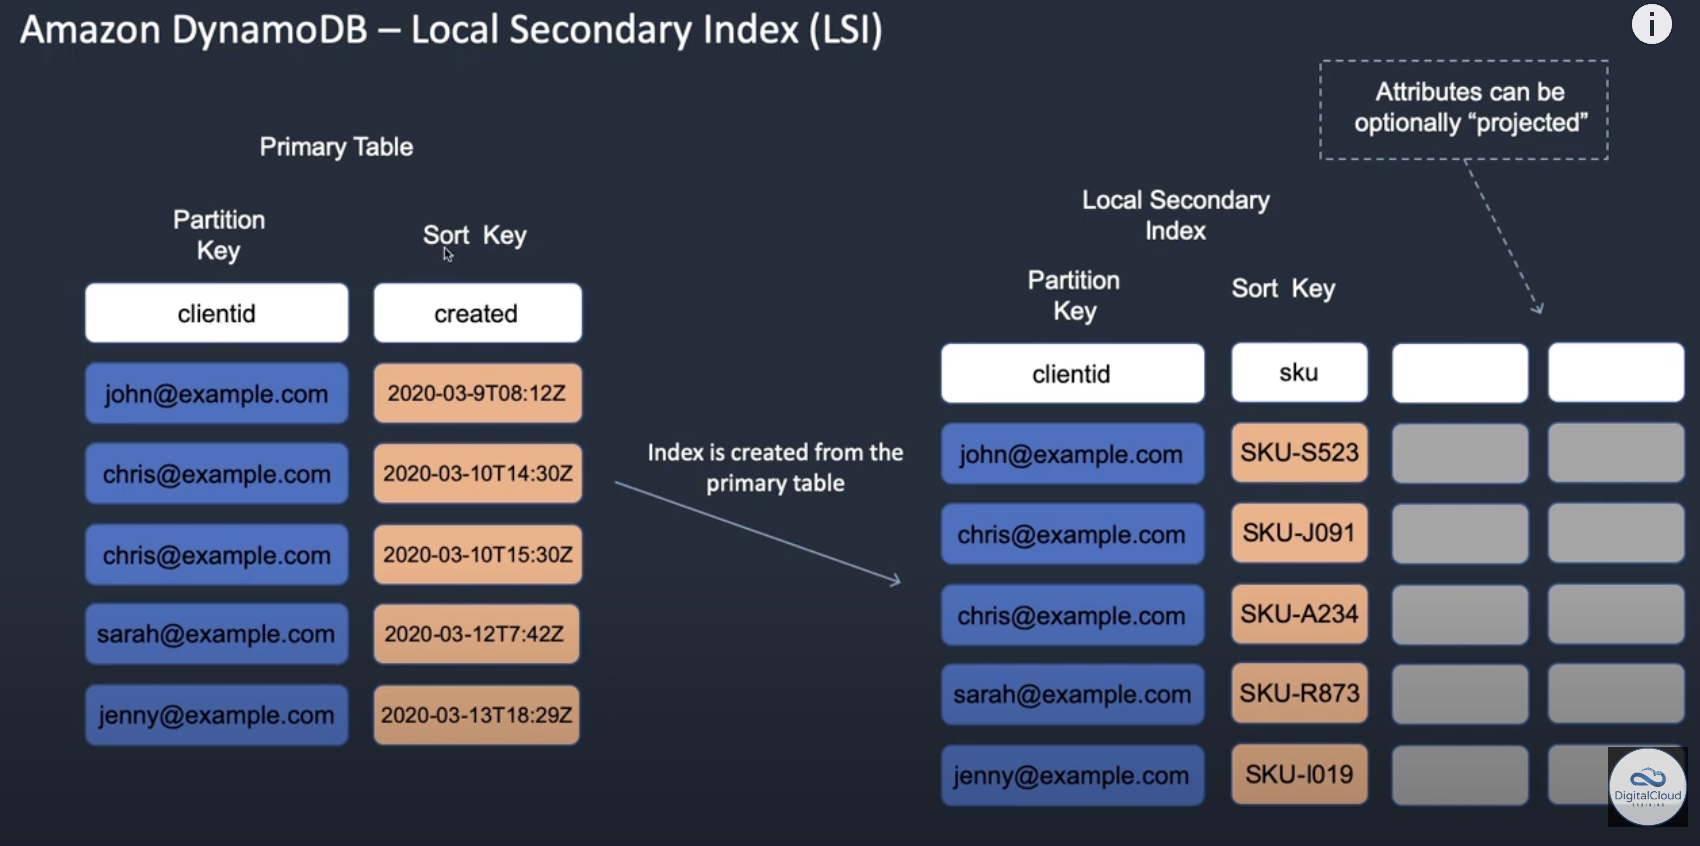 Amazon DynamoDB – Local Secondary Index (LSI)
i
Attributes can be
optionally “projected”
Primary Table
Partition
Key
Sort Key
clientid
created
john@example.com
2020-03-9T08:12Z
chris@example.com
2020-03-10T14:30Z
chris@example.com
2020-03-10T15:30Z
sarah@example.com
2020-03-12T7:42Z
jenny@example.com
2020-03-13T18:29Z
Index is created from the
primary table
Local Secondary
Index
Partition
Key
Sort Key
clientid
sku
john@example.com
SKU-S523
chris@example.com
SKU-J091
chris@example.com
SKU-A234
sarah@example.com
SKU-R873
jenny@example.com
SKU-I019
DigitalCloud
TRAINING